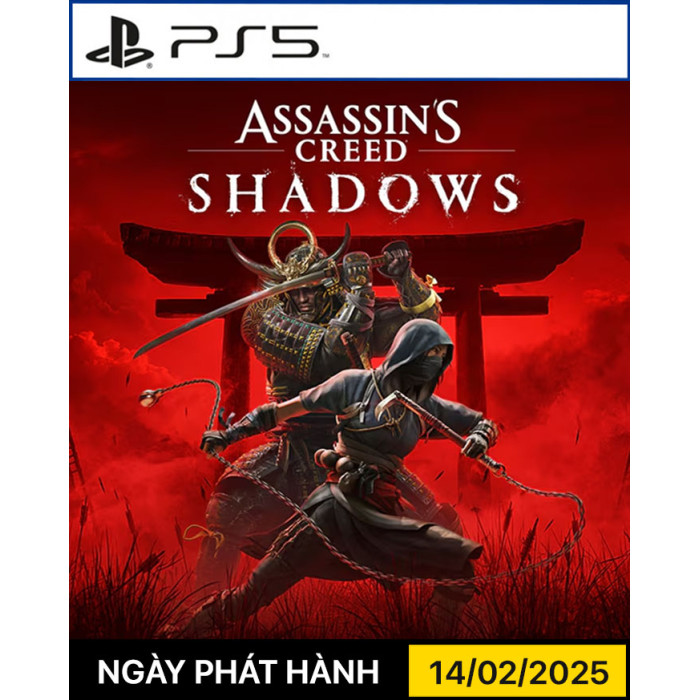 PS5
ASSASSIN'S
CREED
SHADOWS
NGÀY PHÁT HÀNH 14/02/2025